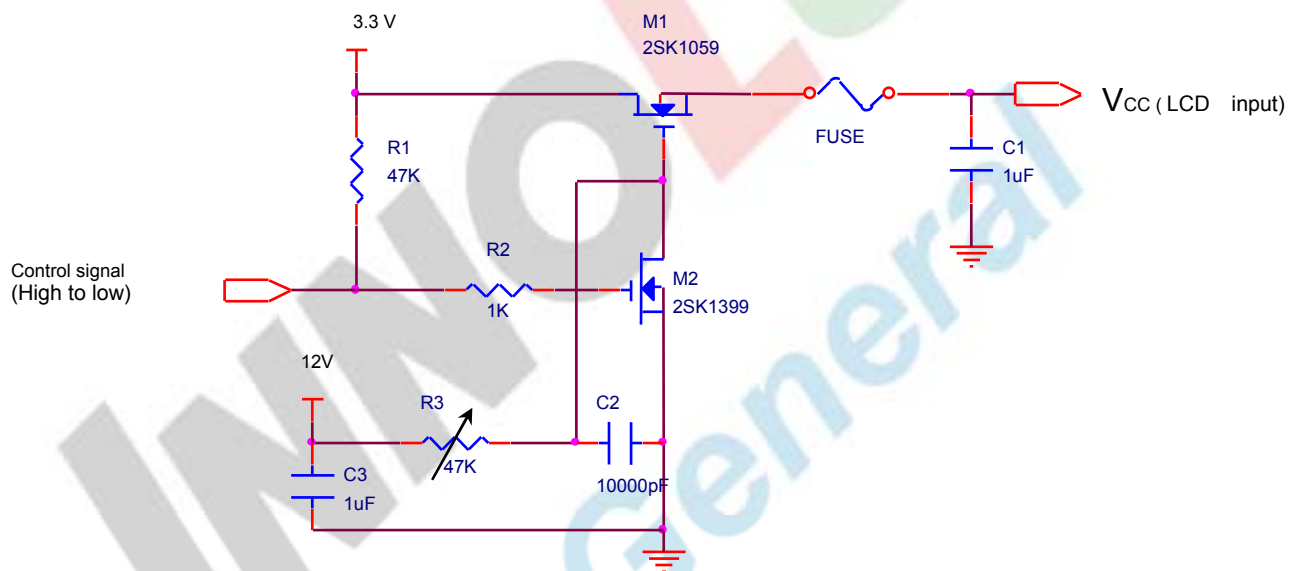 3.3 V
M1
2SK1059
FUSE
VCC ( LCD input)
R1
47K
C1
1uF
Control signal
(High to low)
R2
1K
M2
2SK1399
12V
R3
47K
C2
10000pF
C3
1uF
INNOL
General